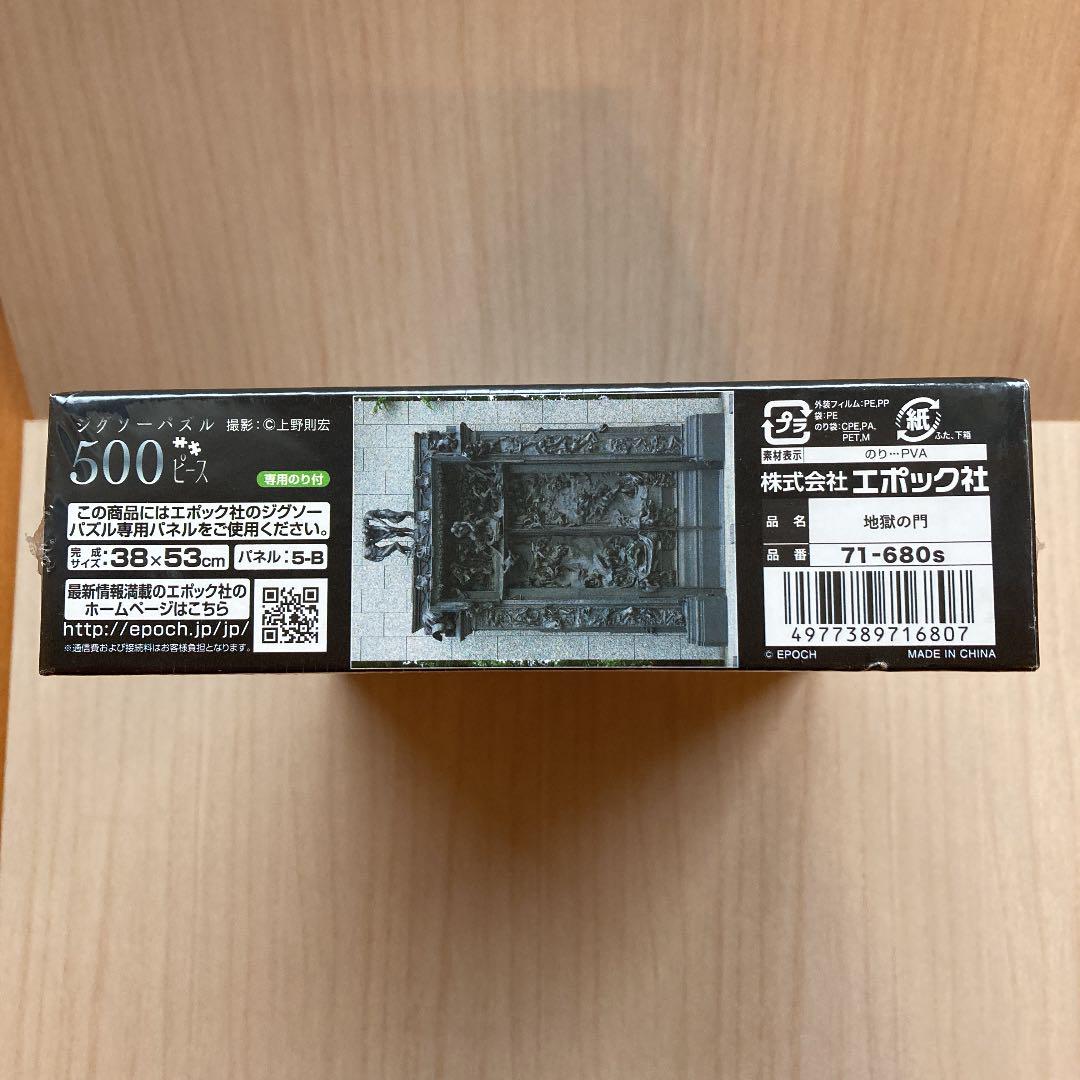 ジグソーパズル 撮影:©上野則宏
500ピース
専用のり付
この商品にはエポック社のジグソー
パズル専用パネルをご使用ください。
完成サイズ・38×53cm パネル:5-B
最新情報満載のエポック社の
ホームページはこちら
http://epoch.jp/jp/
※通信費および接続料はお客様負担となります。
プラ
外装フィルム:PE,PP
袋:PE
のり袋:CPE,PA,
PET,M
紙
ふた、下箱
素材表示 のり…PVA
株式会社 エポック社
品名 地獄の門
品番 71-680s
4977389716807
© EPOCH MADE IN CHINA